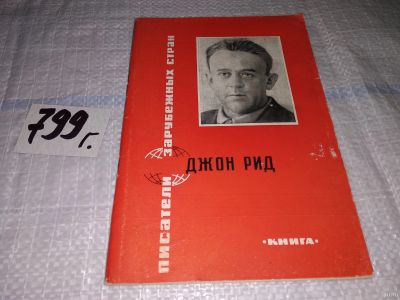 799 г.
писатели зарубежных стран
ДЖОН РИД
•КНИГА•